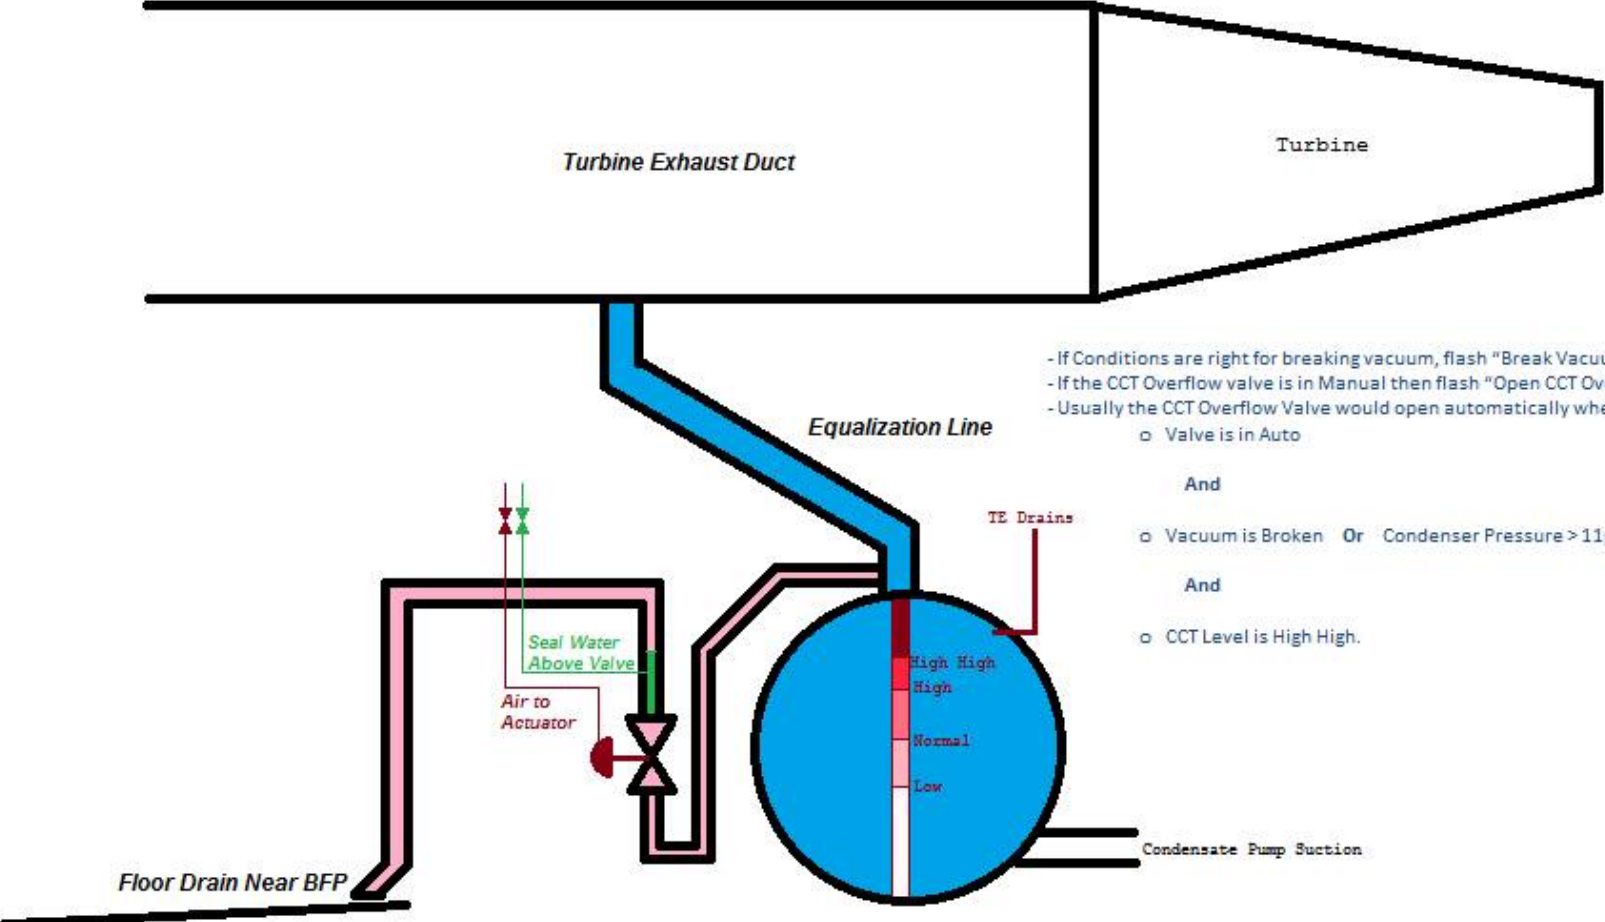 Turbine Exhaust Duct
Turbine
- If Conditions are right for breaking vacuum, flash “Break Vacuu
- If the CCT Overflow valve is in Manual then flash “Open CCT Ov
- Usually the CCT Overflow Valve would open automatically whe
Equalization Line
o Valve is in Auto
And
TE Drains
o Vacuum is Broken Or Condenser Pressure > 11
And
Seal Water
Above Valve
o CCT Level is High High.
High High
High
Air to
Actuator
Normal
Low
Condensate Pump Suction
Floor Drain Near BFP